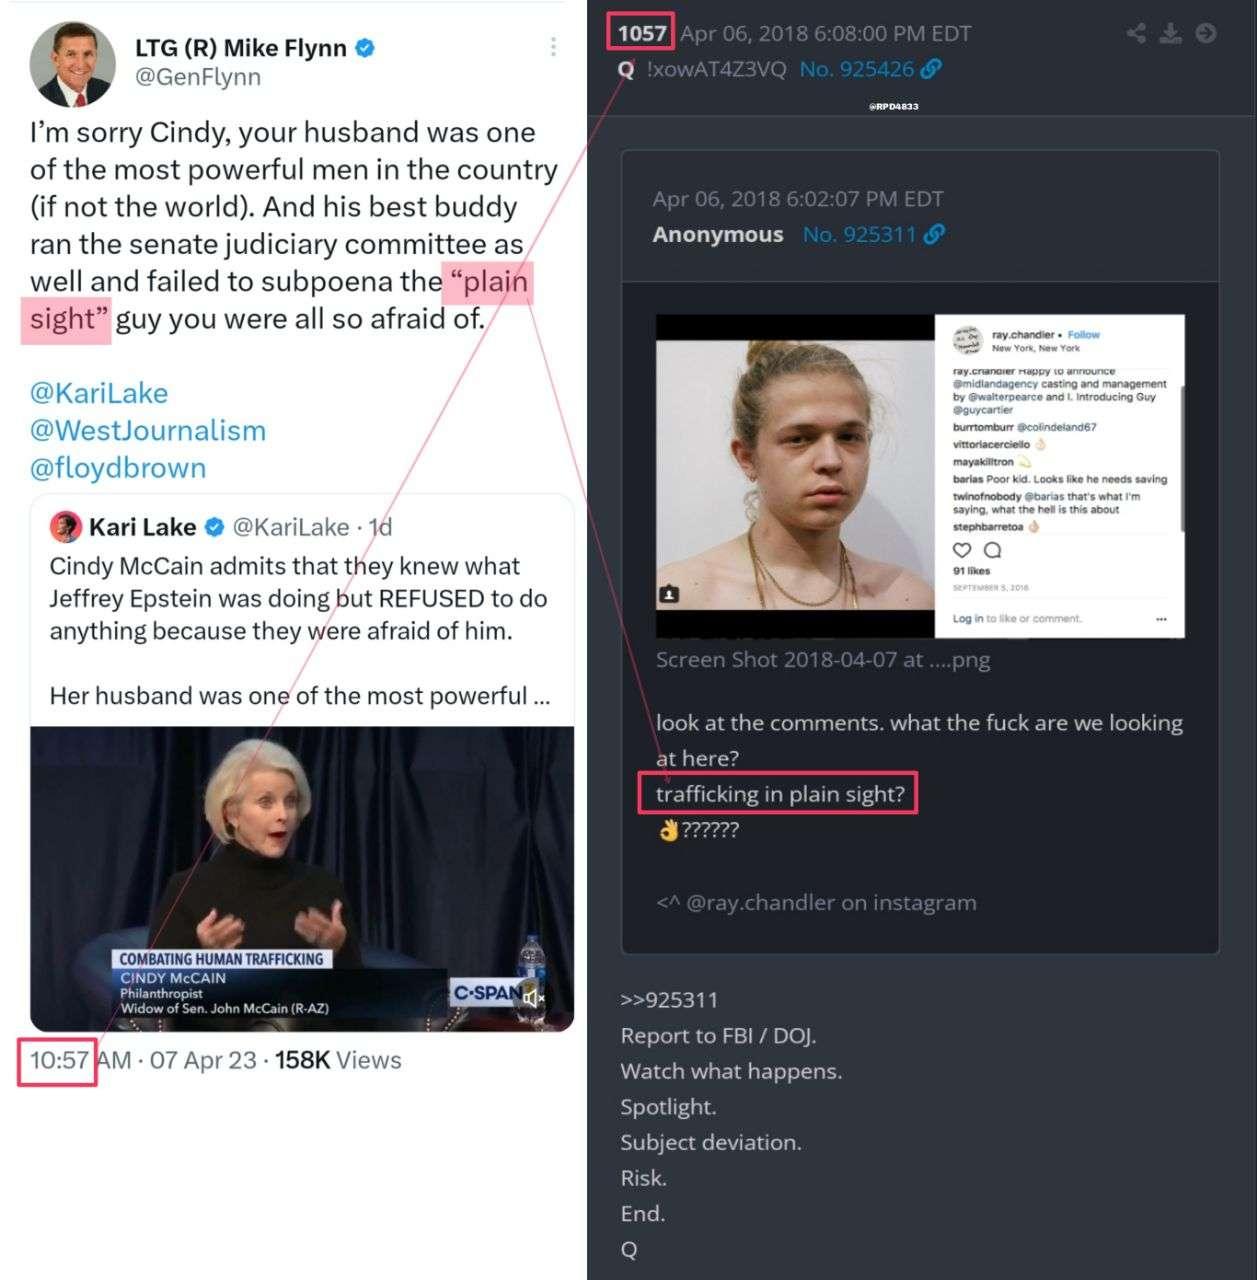 LTG (R) Mike Flynn
@GenFlynn
I'm sorry Cindy, your husband was one
of the most powerful men in the country
(if not the world). And his best buddy
ran the senate judiciary committee as
well and failed to subpoena the “plain
sight” guy you were all so afraid of.
@KariLake
@WestJournalism
@floydbrown
Kari Lake @KariLake · 1d
Cindy McCain admits that they knew what
Jeffrey Epstein was doing but REFUSED to do
anything because they were afraid of him.
Her husband was one of the most powerful ...
COMBATING HUMAN TRAFFICKING
CINDY McCAIN
Philanthropist
Widow of Sen. John McCain (R-AZ)
C-SPAN
10:57 AM · 07 Apr 23 · 158K Views
1057 Apr 06, 2018 6:08:00 PM EDT
Q !xowAT4Z3VQ No. 925426
@RPD4833
Apr 06, 2018 6:02:07 PM EDT
Anonymous No. 925311
ray.chandler • Follow
New York, New York
ray.chandler Happy to announce
@midlandagency casting and management
by @walterpearce and I. Introducing Guy
@guycartier
burrtomburr @colindeland67
vittoriacerciello 👌🏻
mayakilltron 💫
barias Poor kid. Looks like he needs saving
twinofnobody @barias that's what I'm
saying, what the hell is this about
stephbarretoa 👌🏻
91 likes
SEPTEMBER 5, 2016
Log in to like or comment.
Screen Shot 2018-04-07 at ....png
look at the comments. what the fuck are we looking
at here?
trafficking in plain sight?
👌??????
<^ @ray.chandler on instagram
>>925311
Report to FBI / DOJ.
Watch what happens.
Spotlight.
Subject deviation.
Risk.
End.
Q